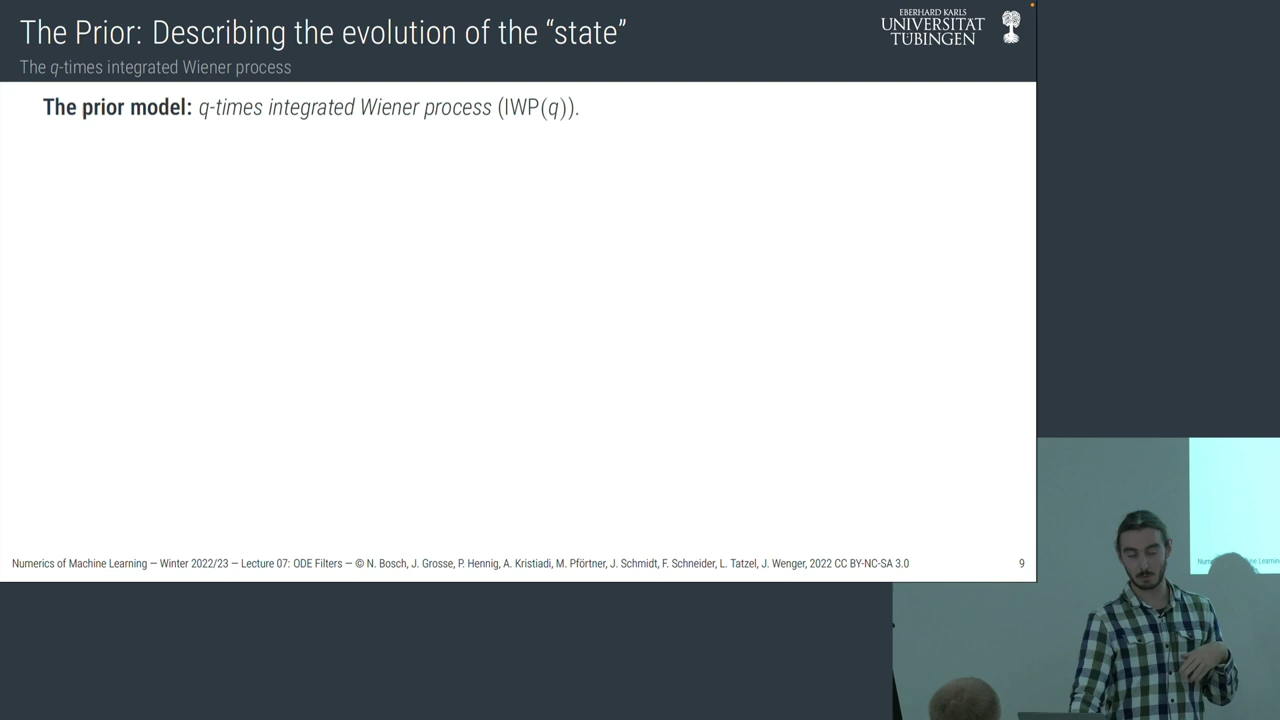 The Prior: Describing the evolution of the “state”
The q-times integrated Wiener process
EBERHARD KARLS
UNIVERSITÄT
TÜBINGEN
The prior model: q-times integrated Wiener process (IWP(q)).
Numerics of Machine Learning — Winter 2022/23 — Lecture 07: ODE Filters — © N. Bosch, J. Grosse, P. Hennig, A. Kristiadi, M. Pförtner, J. Schmidt, F. Schneider, L. Tatzel, J. Wenger, 2022 CC BY-NC-SA 3.0
9